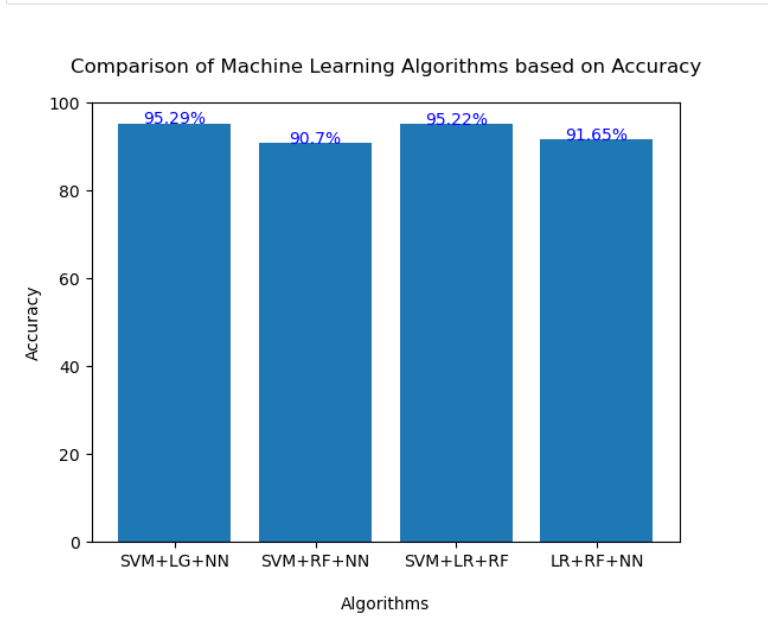 Comparison of Machine Learning Algorithms based on Accuracy
100
95.29%
90.7%
95.22%
91.65%
80
60
Accuracy
40
20
0
SVM+LG+NN SVM+RF+NN SVM+LR+RF LR+RF+NN
Algorithms